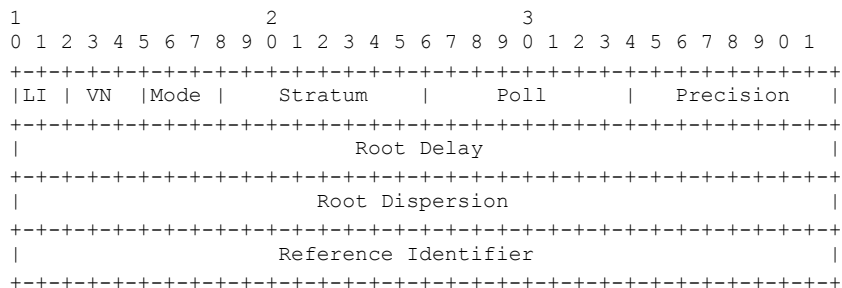 1                   2                   3
0 1 2 3 4 5 6 7 8 9 0 1 2 3 4 5 6 7 8 9 0 1 2 3 4 5 6 7 8 9 0 1
+-+-+-+-+-+-+-+-+-+-+-+-+-+-+-+-+-+-+-+-+-+-+-+-+-+-+-+-+-+-+-+-+
|LI | VN  |Mode |    Stratum    |     Poll      |   Precision   |
+-+-+-+-+-+-+-+-+-+-+-+-+-+-+-+-+-+-+-+-+-+-+-+-+-+-+-+-+-+-+-+-+
|                          Root Delay                           |
+-+-+-+-+-+-+-+-+-+-+-+-+-+-+-+-+-+-+-+-+-+-+-+-+-+-+-+-+-+-+-+-+
|                       Root Dispersion                         |
+-+-+-+-+-+-+-+-+-+-+-+-+-+-+-+-+-+-+-+-+-+-+-+-+-+-+-+-+-+-+-+-+
|                    Reference Identifier                       |
+-+-+-+-+-+-+-+-+-+-+-+-+-+-+-+-+-+-+-+-+-+-+-+-+-+-+-+-+-+-+-+-+